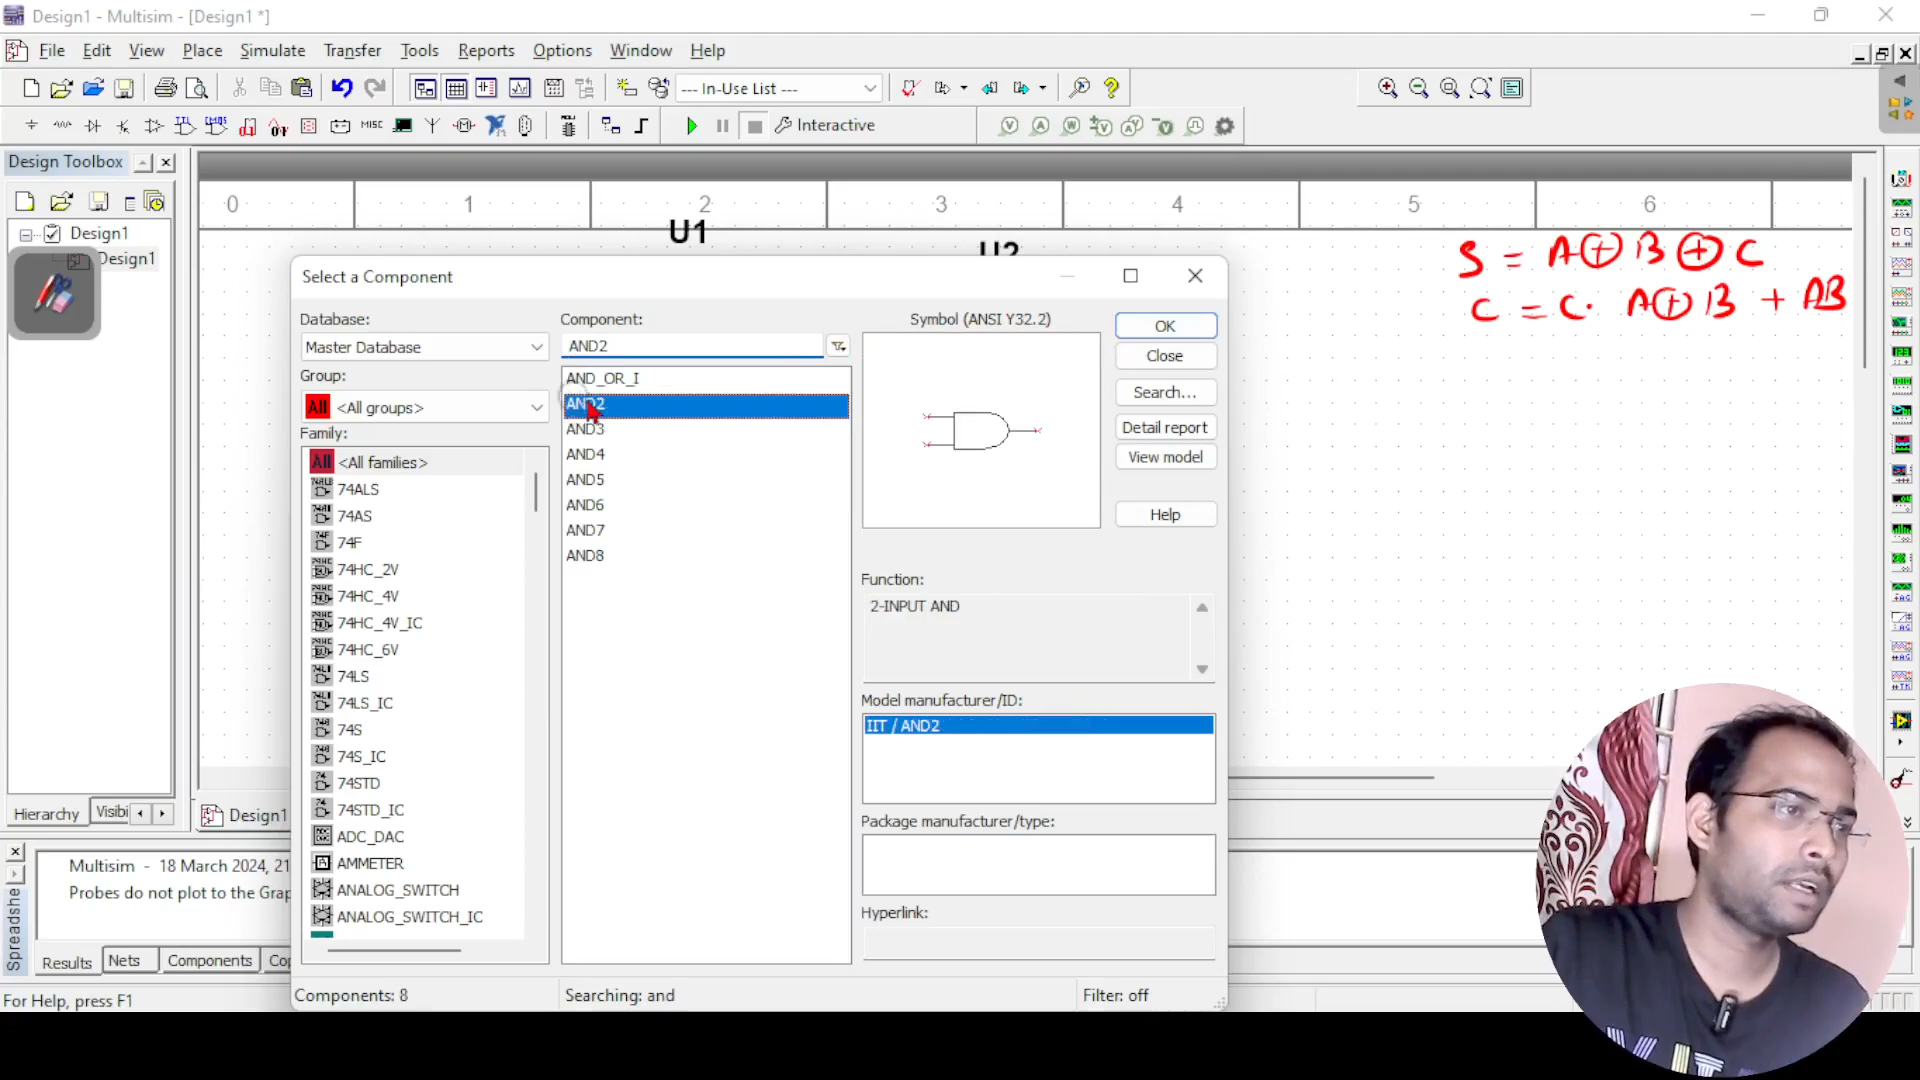 Design1 - Multisim - [Design1 *]
File Edit View Place Simulate Transfer Tools Reports Options Window Help
--- In-Use List ---
MISC
Interactive
Design Toolbox
0 1 2 3 4 5 6
Design1
Design1
U1
U2
S = A⊕B⊕C
C = C· A⊕B + AB
Select a Component
Database:
Master Database
Group:
All <All groups>
Family:
All <All families>
74ALS
74AS
74F
74HC_2V
74HC_4V
74HC_4V_IC
74HC_6V
74LS
74LS_IC
74S
74S_IC
74STD
74STD_IC
ADC_DAC
AMMETER
ANALOG_SWITCH
ANALOG_SWITCH_IC
Component:
AND2
AND_OR_I
AND2
AND3
AND4
AND5
AND6
AND7
AND8
Symbol (ANSI Y32.2)
OK
Close
Search...
Detail report
View model
Help
Function:
2-INPUT AND
Model manufacturer/ID:
IIT / AND2
Package manufacturer/type:
Hyperlink:
Components: 8
Searching: and
Filter: off
Hierarchy
Visibi
Design1
Multisim - 18 March 2024, 21
Probes do not plot to the Grap
Spreadshe
Results Nets Components Cop
For Help, press F1